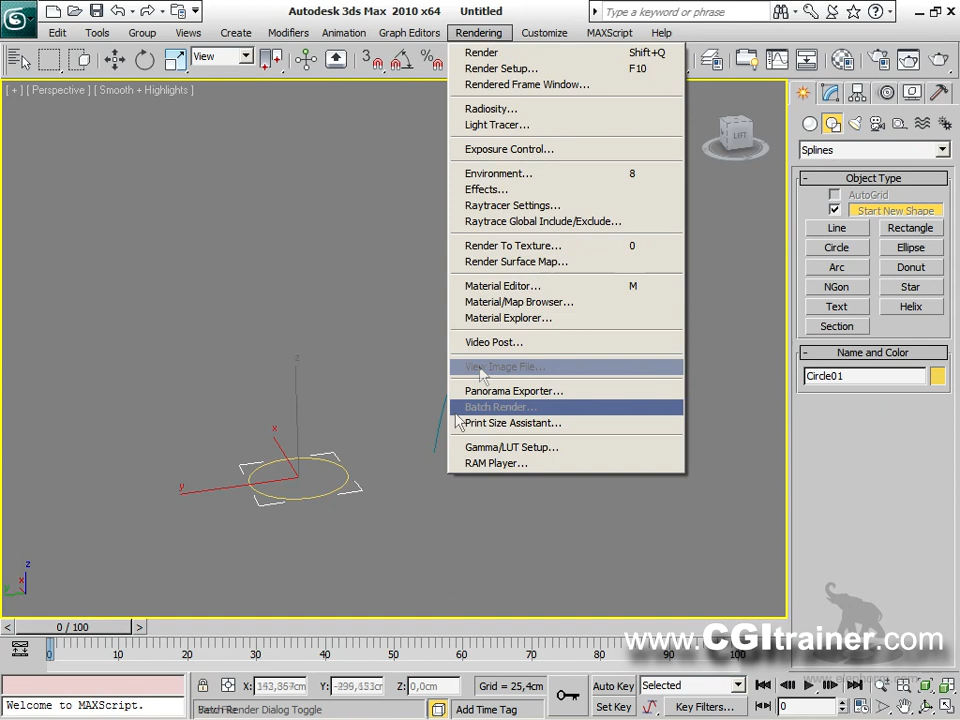 Autodesk 3ds Max 2010 x64 Untitled
Type a keyword or phrase
Edit Tools Group Views Create Modifiers Animation Graph Editors Rendering Customize MAXScript Help
View
[ + ] [ Perspective ] [ Smooth + Highlights ]
Render Shift+Q
Render Setup... F10
Rendered Frame Window...
Radiosity...
Light Tracer...
Exposure Control...
Environment... 8
Effects...
Raytracer Settings...
Raytrace Global Include/Exclude...
Render To Texture... 0
Render Surface Map...
Material Editor... M
Material/Map Browser...
Material Explorer...
Video Post...
View Image File...
Panorama Exporter...
Batch Render...
Print Size Assistant...
Gamma/LUT Setup...
RAM Player...
LEFT
Splines
Object Type
AutoGrid
Start New Shape
Line Rectangle
Circle Ellipse
Arc Donut
NGon Star
Text Helix
Section
Name and Color
Circle01
z
x
y
z
x
y
0 / 100
0 10 20 30 40 50 60 70 80 90 100
www.CGItrainer.com
X: Y: Z: 0,0cm Grid = 25,4cm Auto Key Selected
Welcome to MAXScript. Add Time Tag Set Key Key Filters... 0